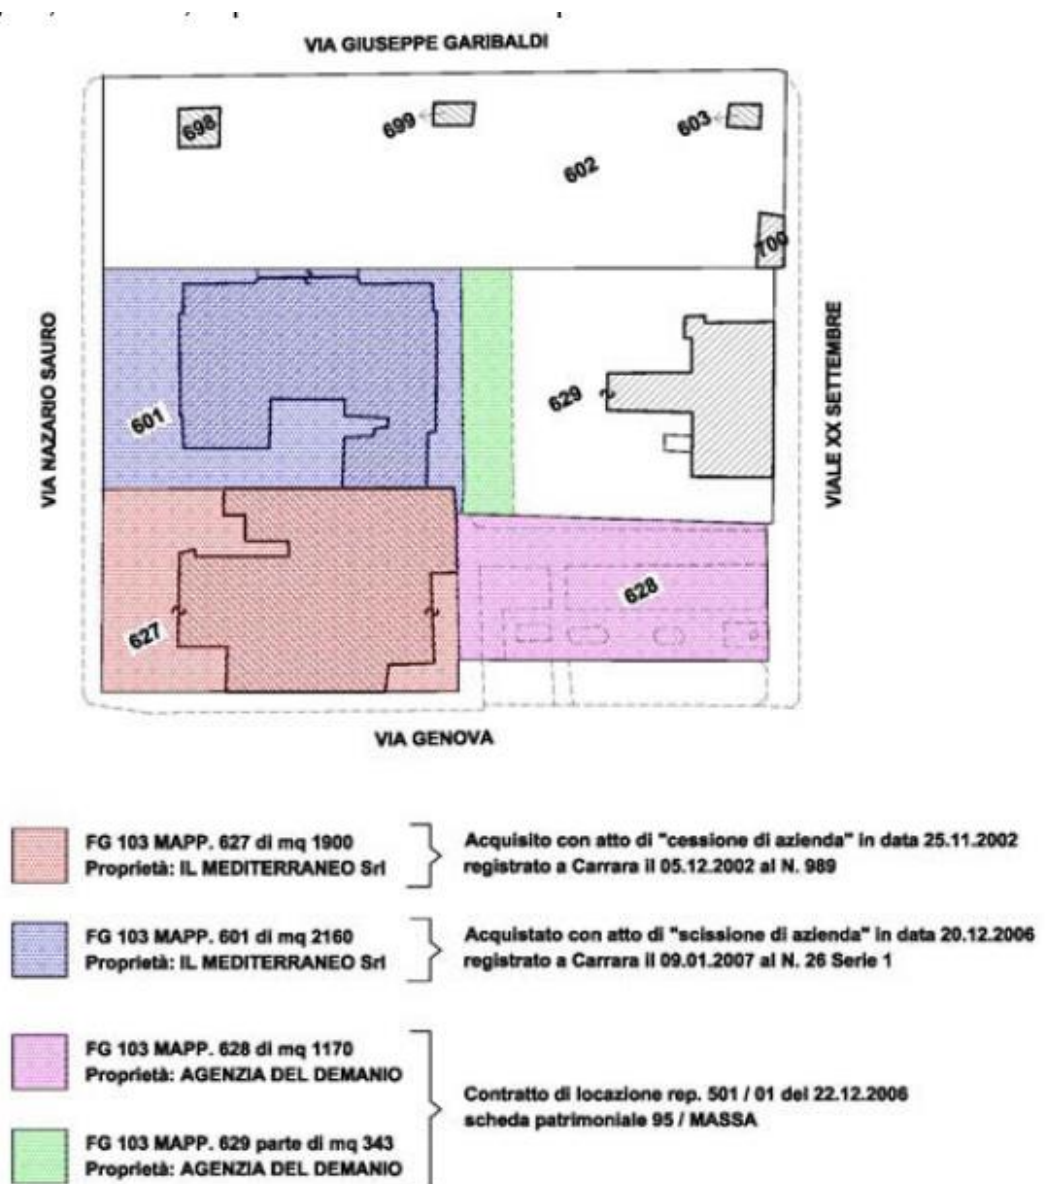 VIA GIUSEPPE GARIBALDI
698
699
603
602
700
VIA NAZARIO SAURO
VIALE XX SETTEMBRE
629
601
628
627
VIA GENOVA
FG 103 MAPP. 627 di mq 1900
Proprietà: IL MEDITERRANEO Srl
Acquisito con atto di "cessione di azienda" in data 25.11.2002
registrato a Carrara il 05.12.2002 al N. 989
FG 103 MAPP. 601 di mq 2160
Proprietà: IL MEDITERRANEO Srl
Acquistato con atto di "scissione di azienda" in data 20.12.2006
registrato a Carrara il 09.01.2007 al N. 26 Serie 1
FG 103 MAPP. 628 di mq 1170
Proprietà: AGENZIA DEL DEMANIO
Contratto di locazione rep. 501 / 01 del 22.12.2006
scheda patrimoniale 95 / MASSA
FG 103 MAPP. 629 parte di mq 343
Proprietà: AGENZIA DEL DEMANIO